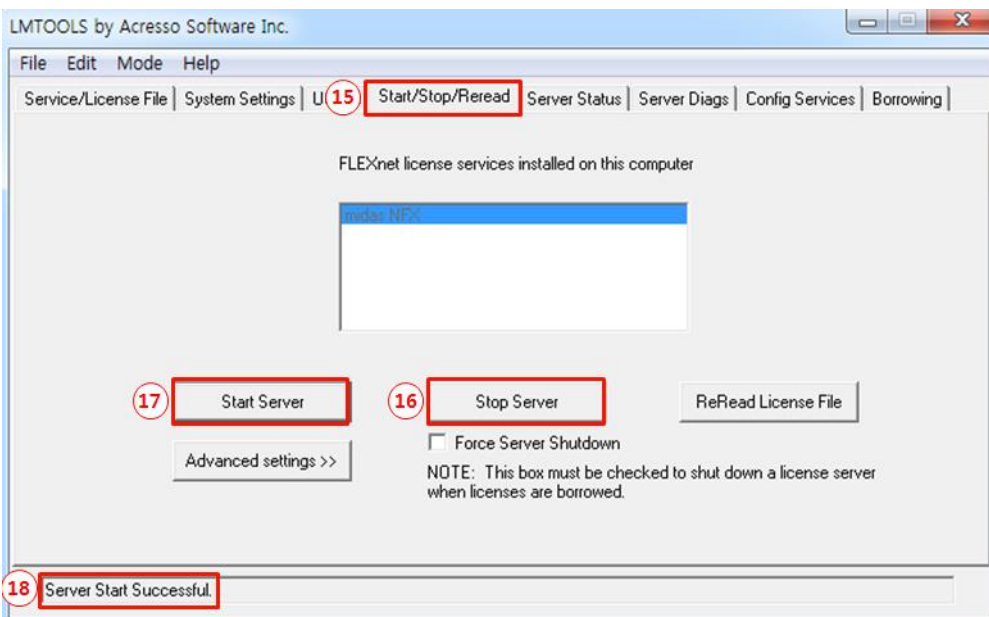 LMTOOLS by Acresso Software Inc.
File Edit Mode Help
Service/License File System Settings U 15 Start/Stop/Reread Server Status Server Diags Config Services Borrowing
FLEXnet license services installed on this computer
midas NFX
17 Start Server 16 Stop Server ReRead License File
Advanced settings >> Force Server Shutdown
NOTE: This box must be checked to shut down a license server
when licenses are borrowed.
18 Server Start Successful.